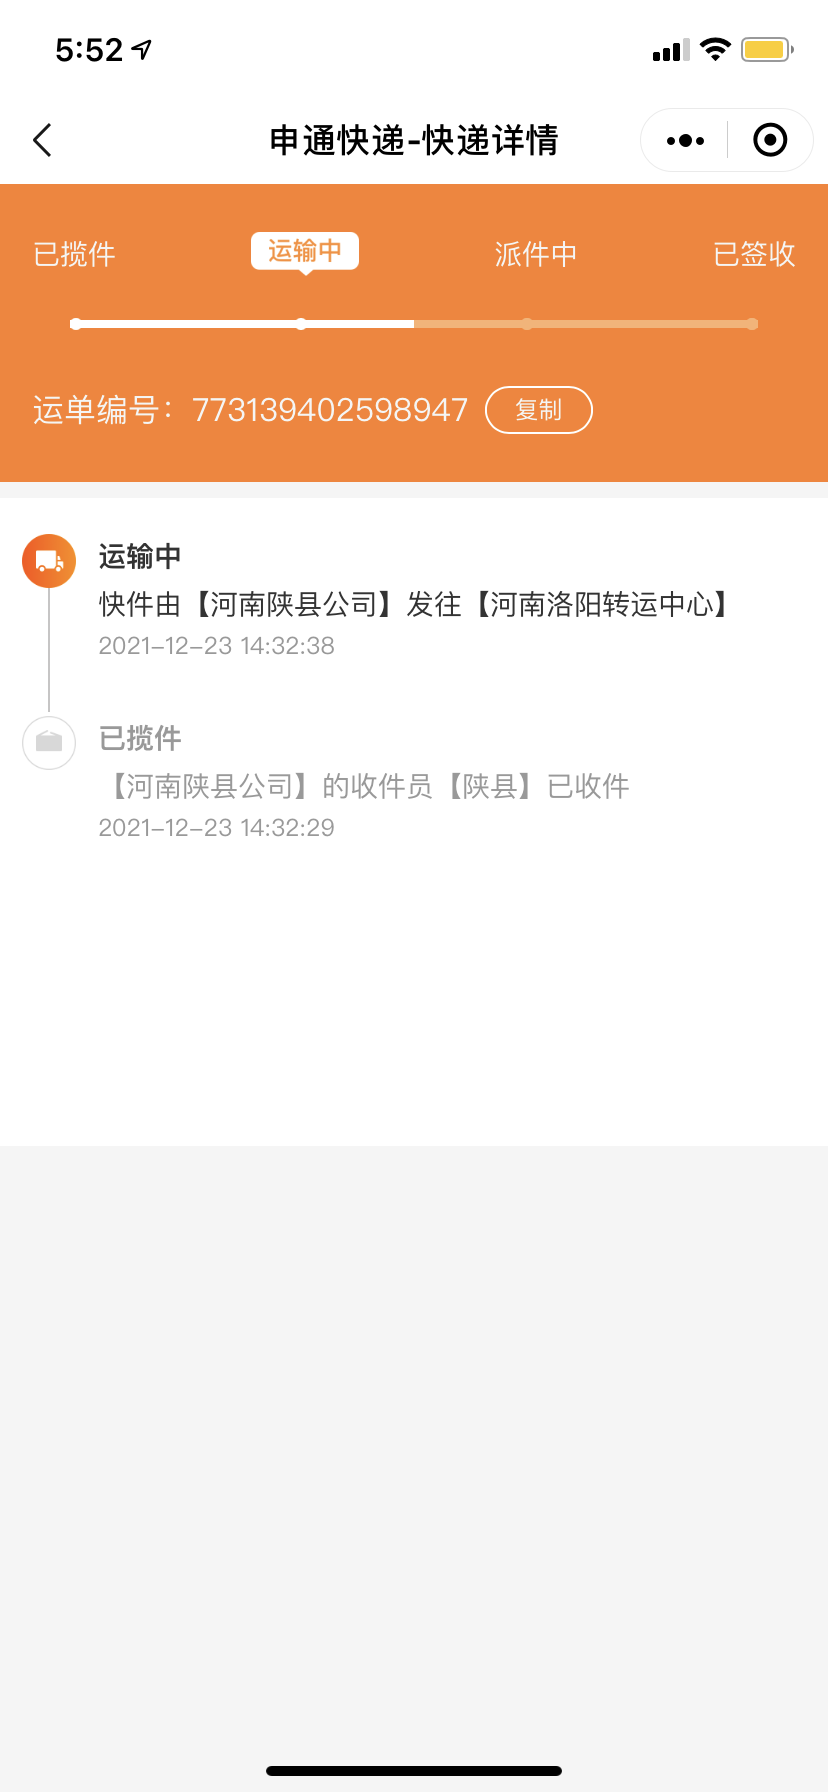 5:52
申通快递-快递详情
已揽件
运输中
派件中
已签收
运单编号：773139402598947 复制
运输中
快件由【河南陕县公司】发往【河南洛阳转运中心】
2021-12-23 14:32:38
已揽件
【河南陕县公司】的收件员【陕县】已收件
2021-12-23 14:32:29